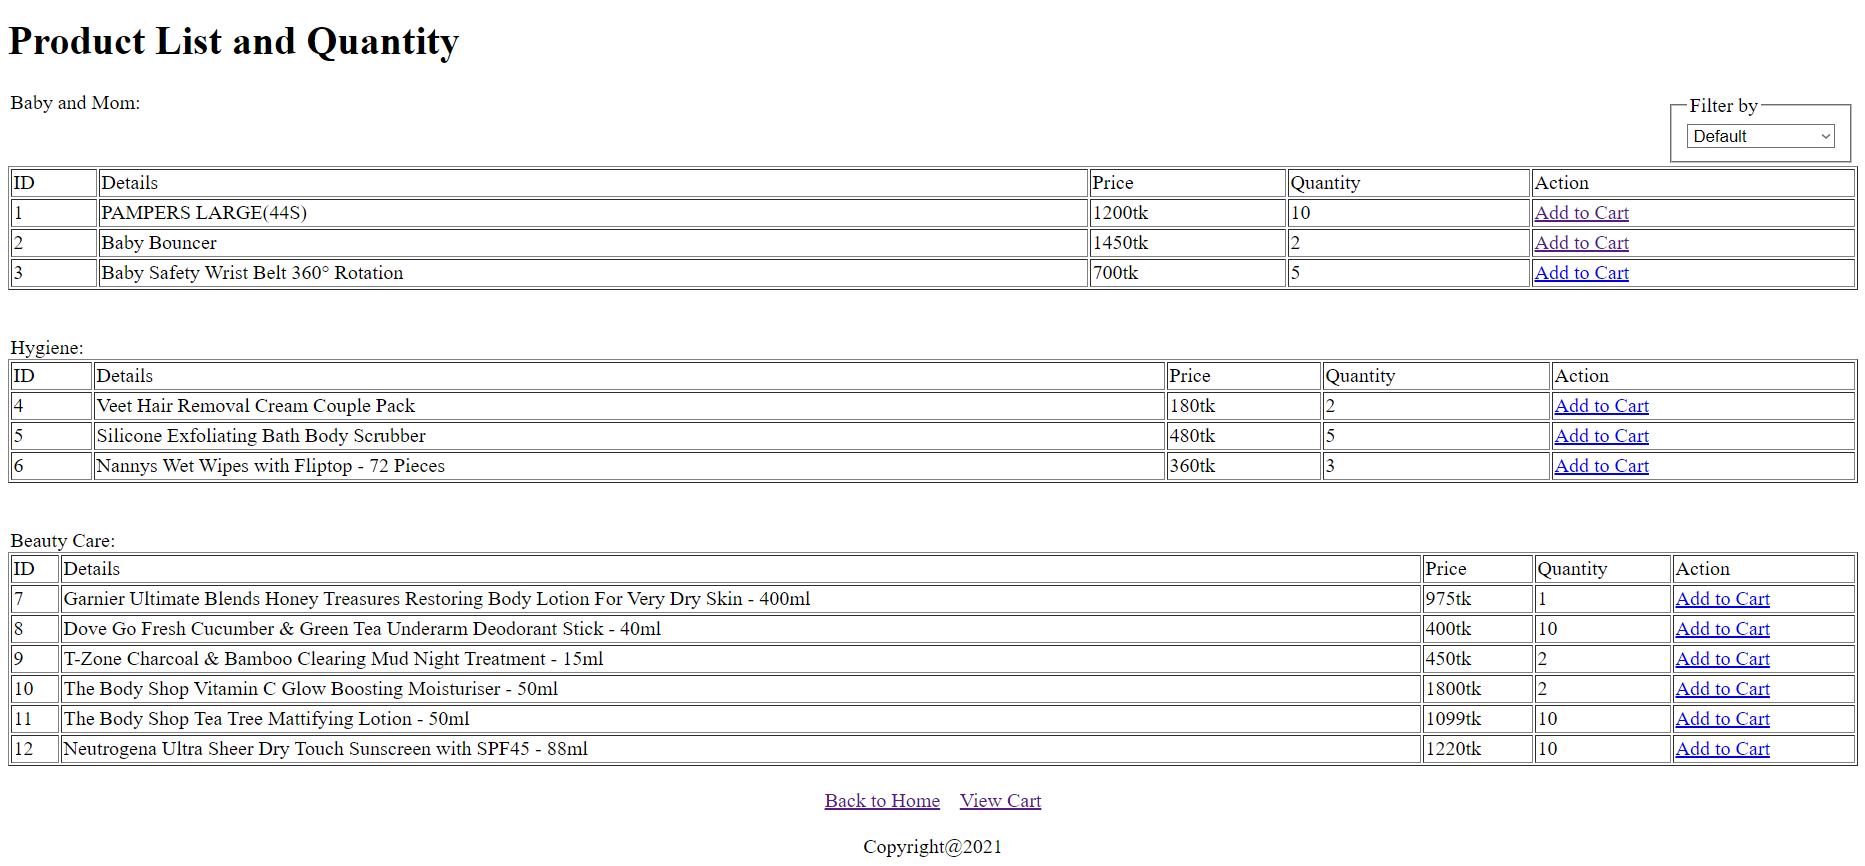 Product List and Quantity
Baby and Mom:
Filter by
Default
ID Details Price Quantity Action
1 PAMPERS LARGE(44S) 1200tk 10 Add to Cart
2 Baby Bouncer 1450tk 2 Add to Cart
3 Baby Safety Wrist Belt 360° Rotation 700tk 5 Add to Cart
Hygiene:
ID Details Price Quantity Action
4 Veet Hair Removal Cream Couple Pack 180tk 2 Add to Cart
5 Silicone Exfoliating Bath Body Scrubber 480tk 5 Add to Cart
6 Nannys Wet Wipes with Fliptop - 72 Pieces 360tk 3 Add to Cart
Beauty Care:
ID Details Price Quantity Action
7 Garnier Ultimate Blends Honey Treasures Restoring Body Lotion For Very Dry Skin - 400ml 975tk 1 Add to Cart
8 Dove Go Fresh Cucumber & Green Tea Underarm Deodorant Stick - 40ml 400tk 10 Add to Cart
9 T-Zone Charcoal & Bamboo Clearing Mud Night Treatment - 15ml 450tk 2 Add to Cart
10 The Body Shop Vitamin C Glow Boosting Moisturiser - 50ml 1800tk 2 Add to Cart
11 The Body Shop Tea Tree Mattifying Lotion - 50ml 1099tk 10 Add to Cart
12 Neutrogena Ultra Sheer Dry Touch Sunscreen with SPF45 - 88ml 1220tk 10 Add to Cart
Back to Home View Cart
Copyright@2021